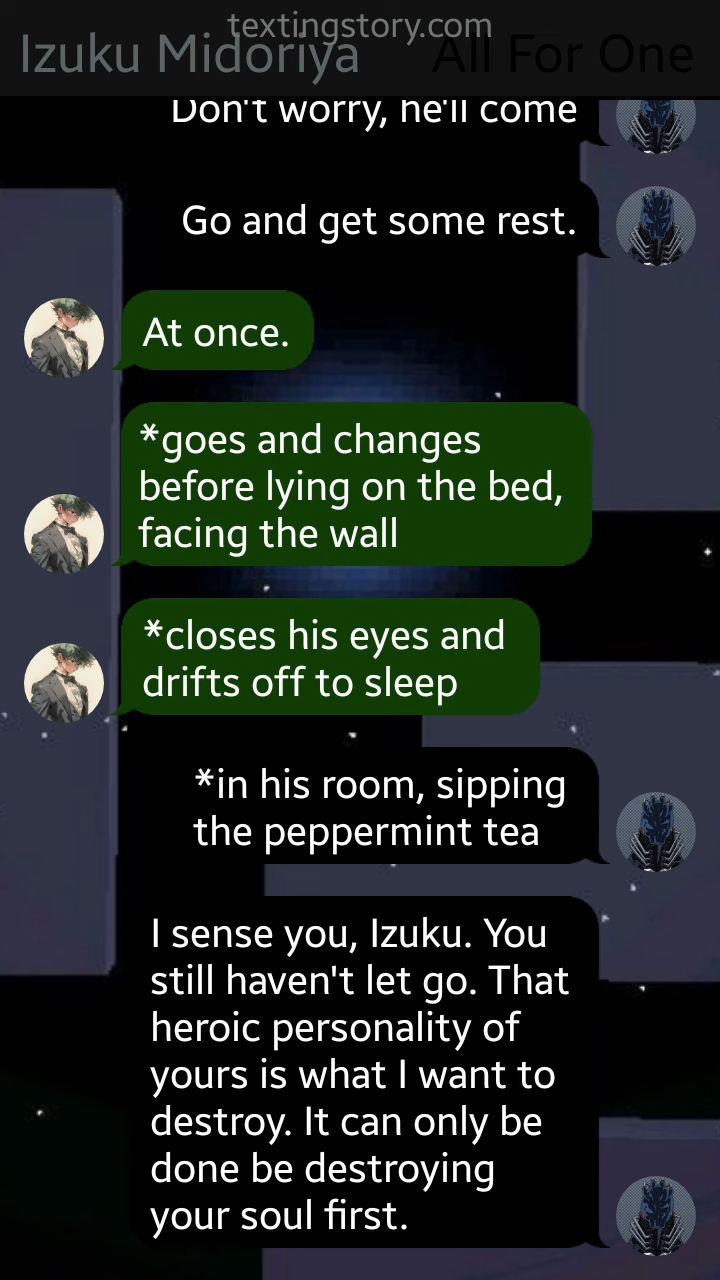 textingstory.com
Izuku Midoriya All For One
Don't worry, he'll come
Go and get some rest.
At once.
*goes and changes
before lying on the bed,
facing the wall
*closes his eyes and
drifts off to sleep
*in his room, sipping
the peppermint tea
I sense you, Izuku. You
still haven't let go. That
heroic personality of
yours is what I want to
destroy. It can only be
done be destroying
your soul first.